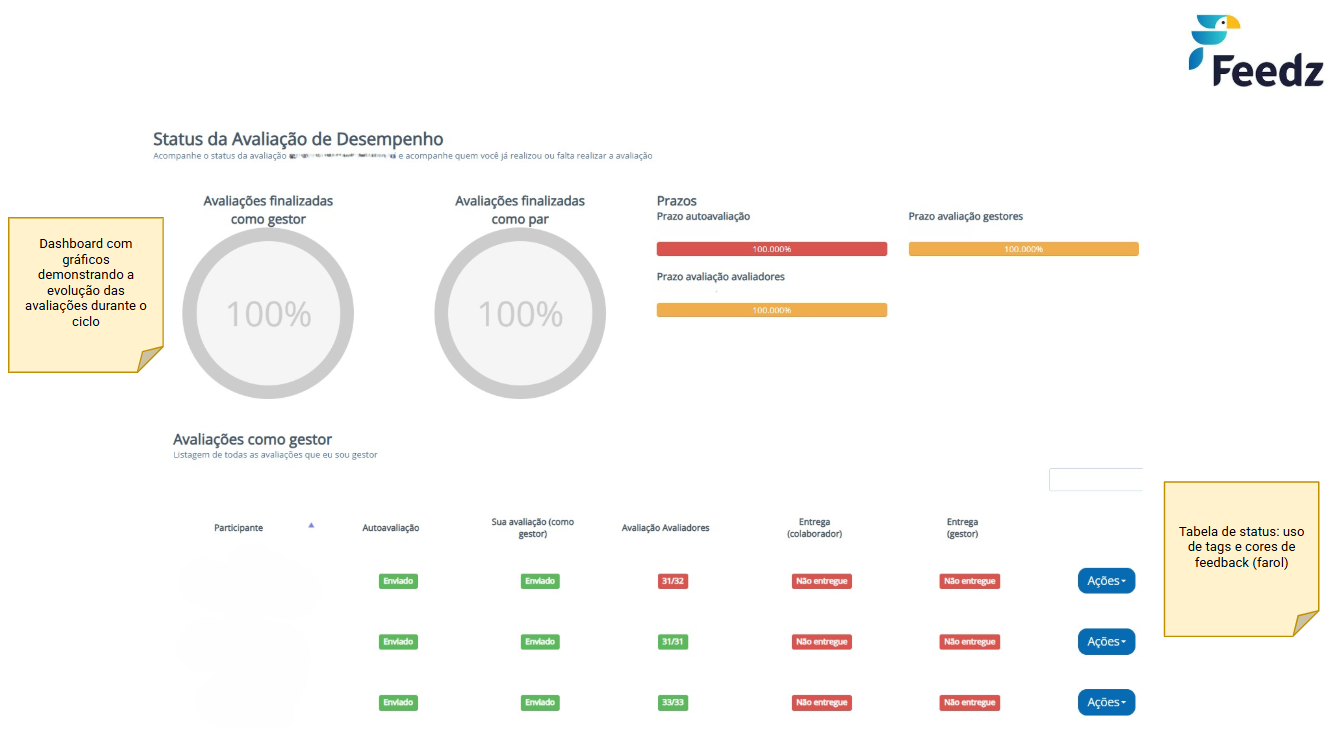 Feedz
Status da Avaliação de Desempenho
Acompanhe o status da avaliação e acompanhe quem você já realizou ou falta realizar a avaliação
Avaliações finalizadas
como gestor
100%
Avaliações finalizadas
como par
100%
Prazos
Prazo autoavaliação
100.000%
Prazo avaliação gestores
100.000%
Prazo avaliação avaliadores
100.000%
Dashboard com
gráficos
demonstrando a
evolução das
avaliações durante o
ciclo
Avaliações como gestor
Listagem de todas as avaliações que eu sou gestor
Participante
Autoavaliação
Sua avaliação (como
gestor)
Avaliação Avaliadores
Entrega
(colaborador)
Entrega
(gestor)
Enviado
Enviado
31/32
Não entregue
Não entregue
Ações
Enviado
Enviado
31/31
Não entregue
Não entregue
Ações
Enviado
Enviado
33/33
Não entregue
Não entregue
Ações
Tabela de status: uso
de tags e cores de
feedback (farol)